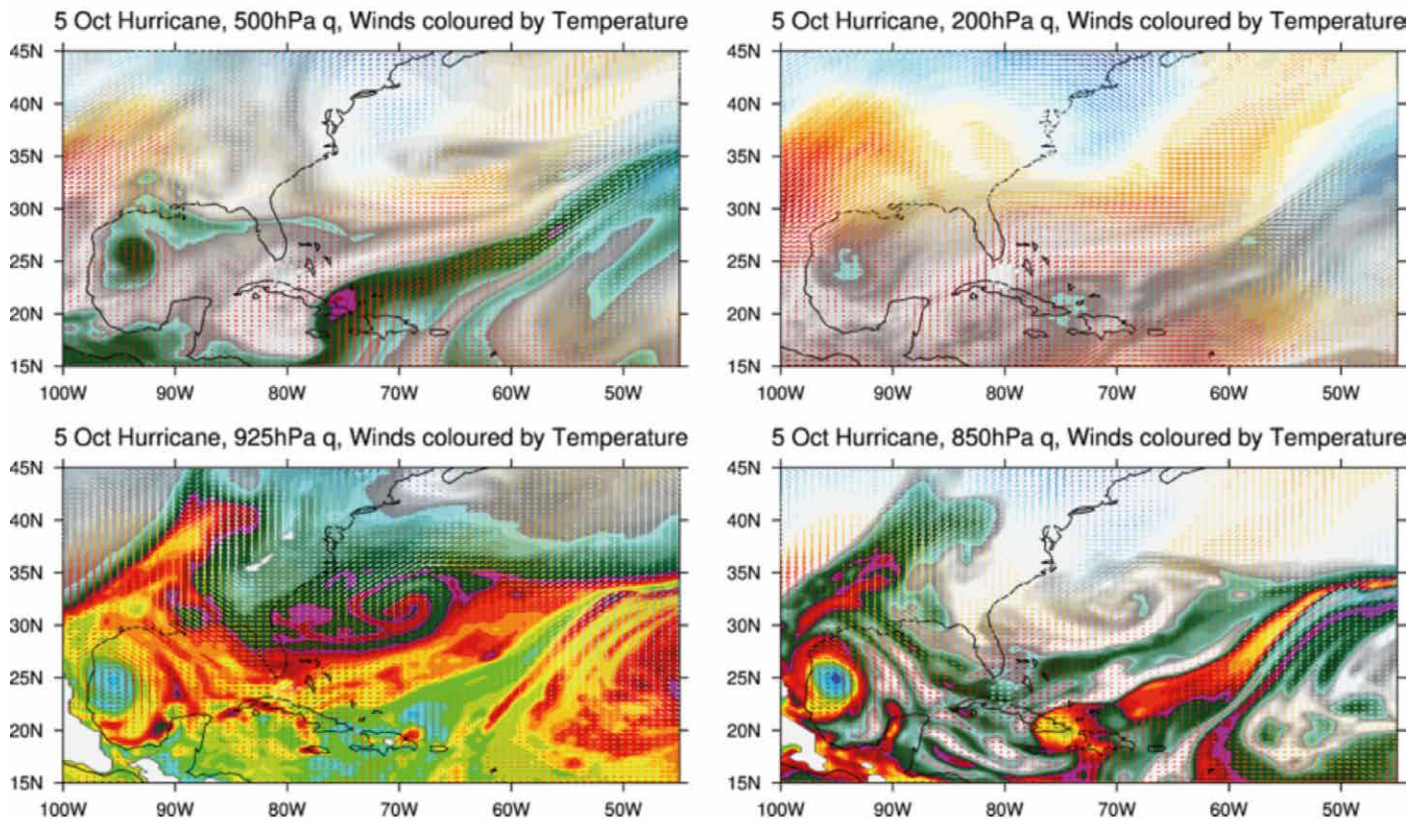 5 Oct Hurricane, 500hPa q, Winds coloured by Temperature
45N
40N
35N
30N
25N
20N
15N
100W 90W 80W 70W 60W 50W
5 Oct Hurricane, 200hPa q, Winds coloured by Temperature
45N
40N
35N
30N
25N
20N
15N
100W 90W 80W 70W 60W 50W
5 Oct Hurricane, 925hPa q, Winds coloured by Temperature
45N
40N
35N
30N
25N
20N
15N
100W 90W 80W 70W 60W 50W
5 Oct Hurricane, 850hPa q, Winds coloured by Temperature
45N
40N
35N
30N
25N
20N
15N
100W 90W 80W 70W 60W 50W